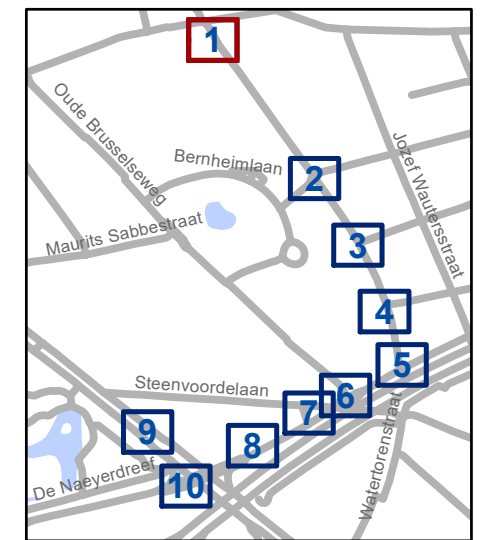 1
Oude Brusselseweg
Jozef Wautersstraat
Bernheimlaan
2
Maurits Sabbestraat
3
4
5
Steenvoordelaan
6
7
9
8
Watertorenstraat
De Naeyerdreef
10